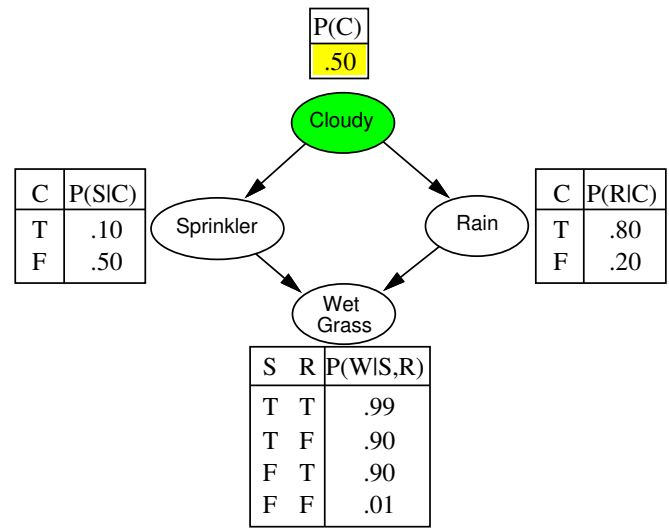 P(C)
.50
Cloudy
C P(S|C)
T .10
F .50
Sprinkler
Rain
C P(R|C)
T .80
F .20
Wet
Grass
S R P(W|S,R)
T T .99
T F .90
F T .90
F F .01